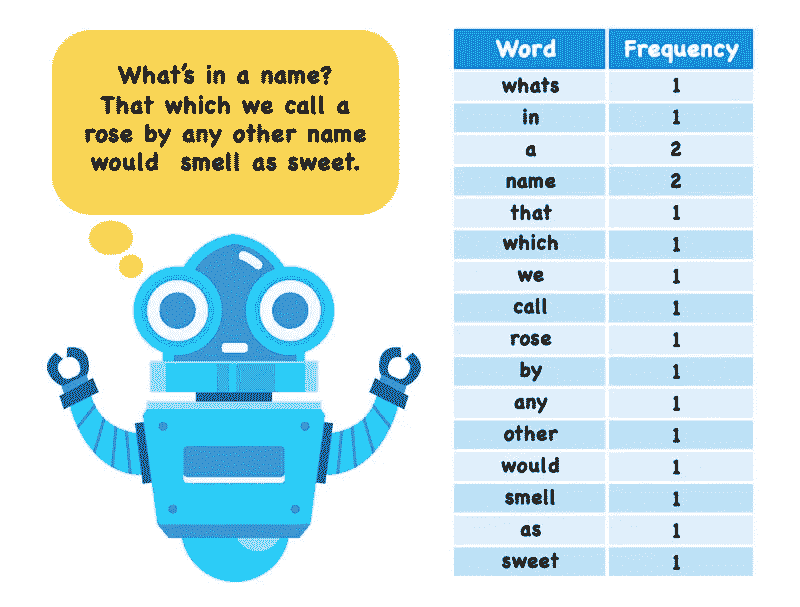 What's in a name?
That which we call a
rose by any other name
would smell as sweet.
Word Frequency
whats 1
in 1
a 2
name 2
that 1
which 1
we 1
call 1
rose 1
by 1
any 1
other 1
would 1
smell 1
as 1
sweet 1